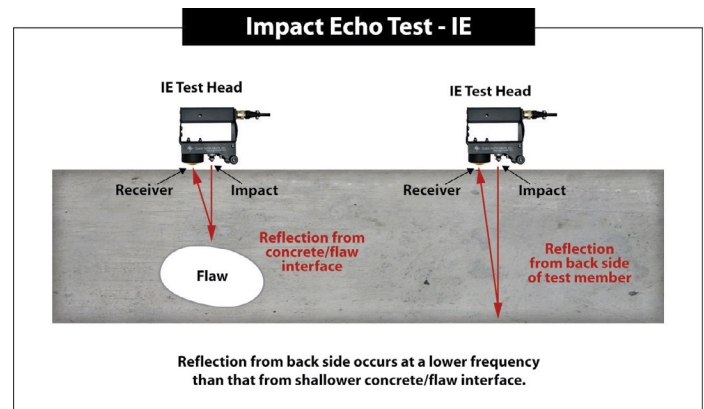 Impact Echo Test - IE
IE Test Head
IE Test Head
Receiver
Impact
Receiver
Impact
Reflection from
concrete/flaw
interface
Flaw
Reflection
from back side
of test member
Reflection from back side occurs at a lower frequency
than that from shallower concrete/flaw interface.